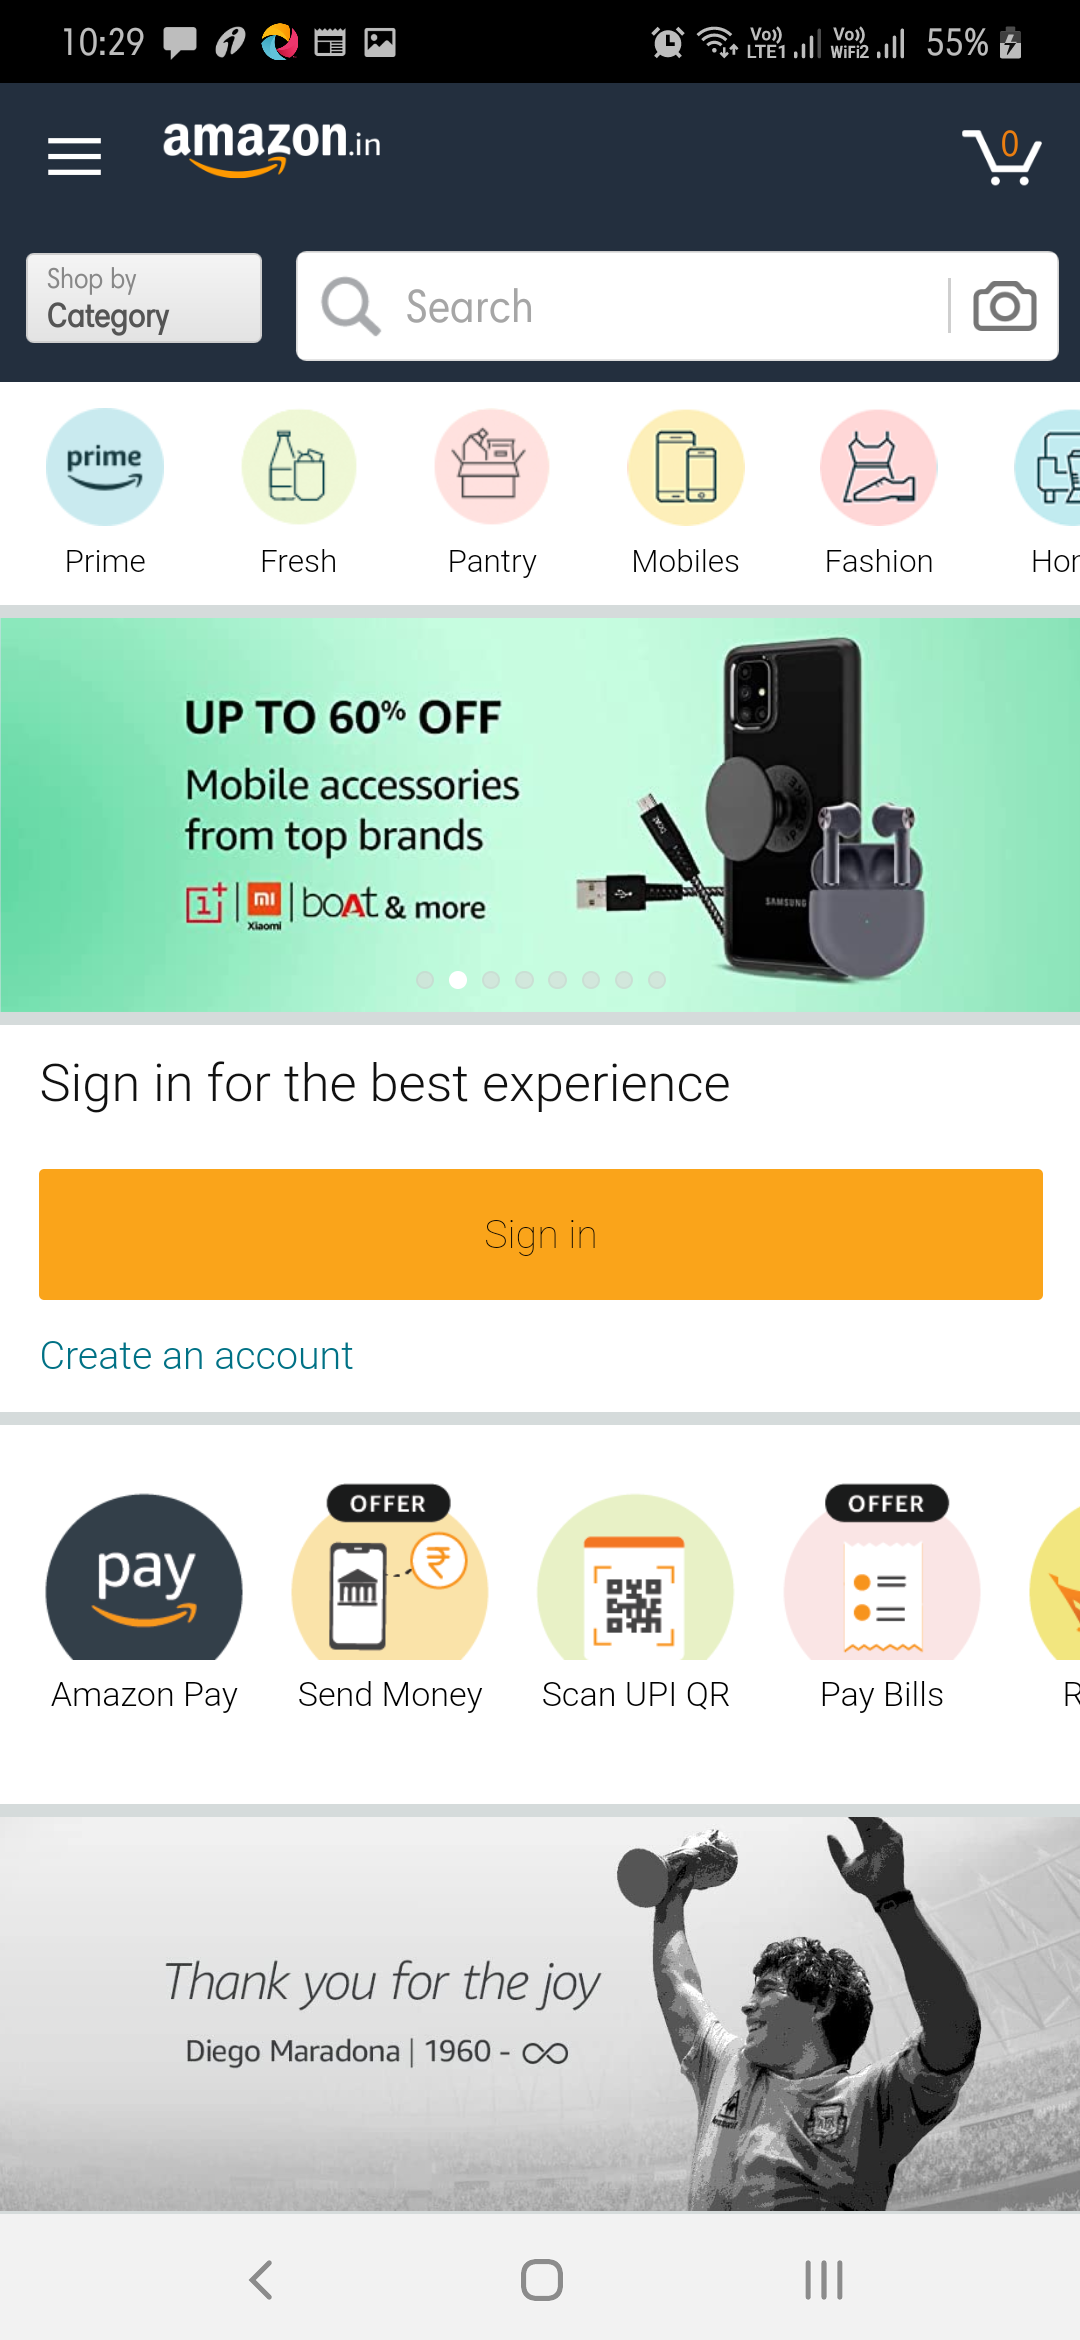 10:29
Vo)) LTE1 Vo)) WiFi2 55%
amazon.in
0
Shop by
Category
Search
prime
Prime Fresh Pantry Mobiles Fashion Hor
UP TO 60% OFF
Mobile accessories
from top brands
1+ | mi | boAt & more
Xiaomi
SAMSUNG
Sign in for the best experience
Sign in
Create an account
OFFER OFFER
pay ₹
Amazon Pay Send Money Scan UPI QR Pay Bills R
Thank you for the joy
Diego Maradona | 1960 - ∞